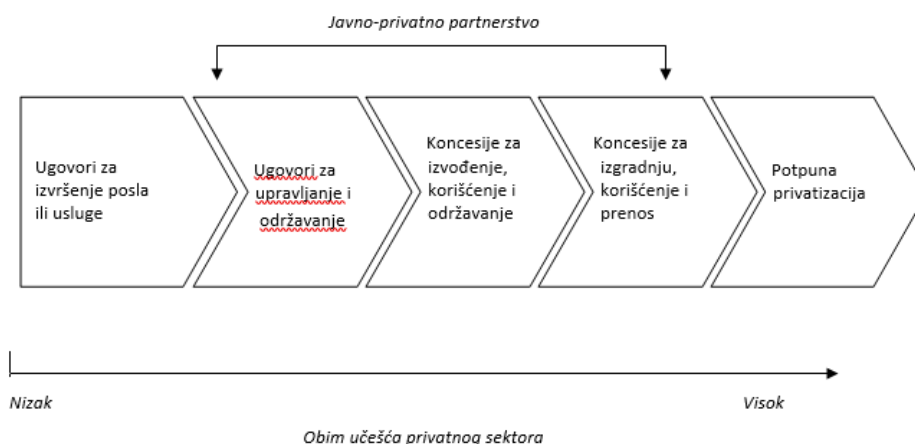 Javno-privatno partnerstvo
Ugovori za
izvršenje posla
ili usluge
Ugovori za
upravljanje i
održavanje
Koncesije za
izvođenje,
korišćenje i
održavanje
Koncesije za
izgradnju,
korišćenje i
prenos
Potpuna
privatizacija
Nizak
Visok
Obim učešća privatnog sektora